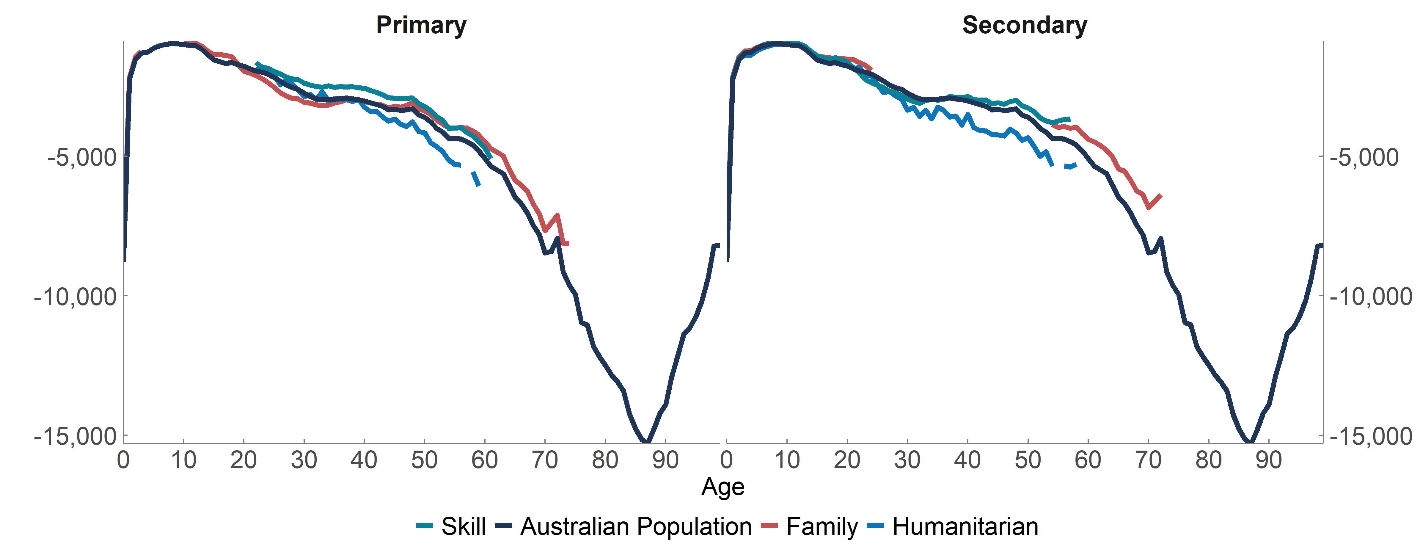 Primary Secondary
-5,000 -5,000
-10,000 -10,000
-15,000 -15,000
0 10 20 30 40 50 60 70 80 90 0 10 20 30 40 50 60 70 80 90
Age
Skill Australian Population Family Humanitarian